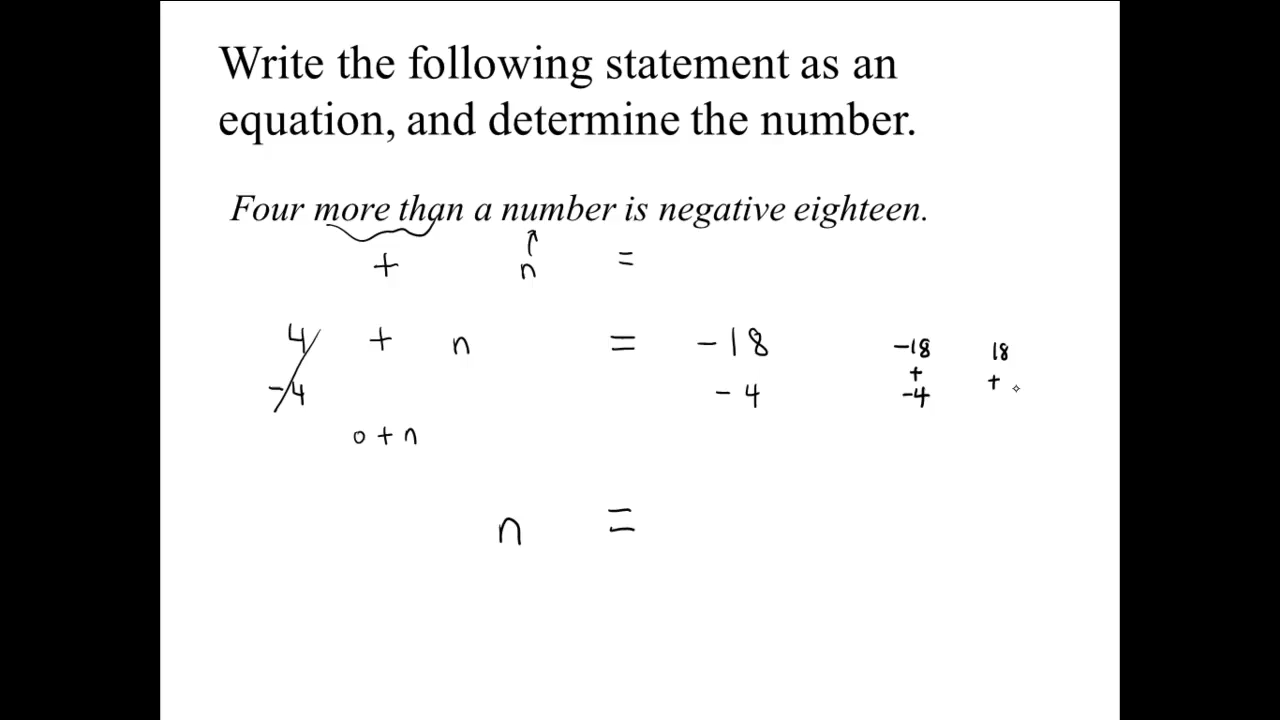 Write the following statement as an
equation, and determine the number.
Four more than a number is negative eighteen.
+ n =
4 + n = -18
-4 - 4
0 + n
n =
-18
+
-4
18
+